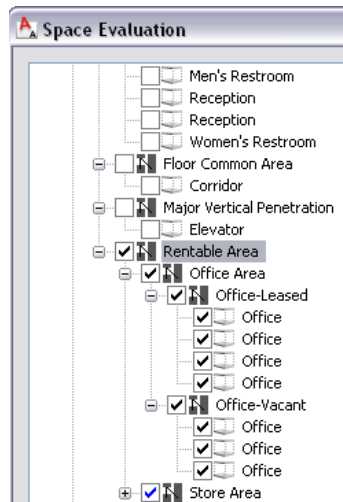 Space Evaluation
Men's Restroom
Reception
Reception
Women's Restroom
Floor Common Area
Corridor
Major Vertical Penetration
Elevator
Rentable Area
Office Area
Office-Leased
Office
Office
Office
Office
Office-Vacant
Office
Office
Office
Store Area